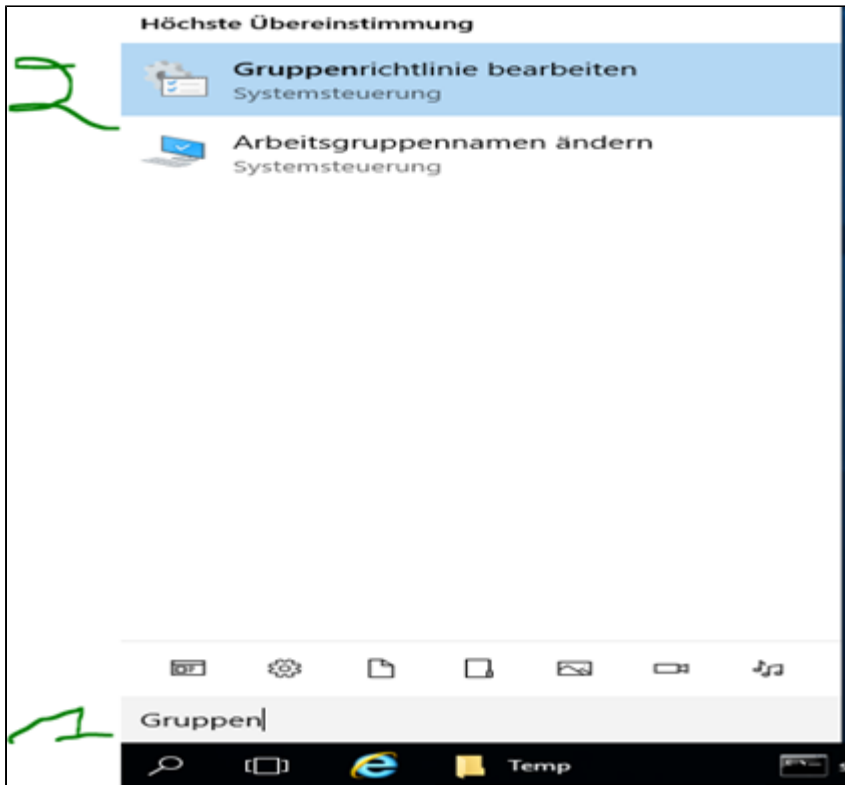 Höchste Übereinstimmung
2
Gruppenrichtlinie bearbeiten
Systemsteuerung
Arbeitsgruppennamen ändern
Systemsteuerung
1
Gruppen
Temp